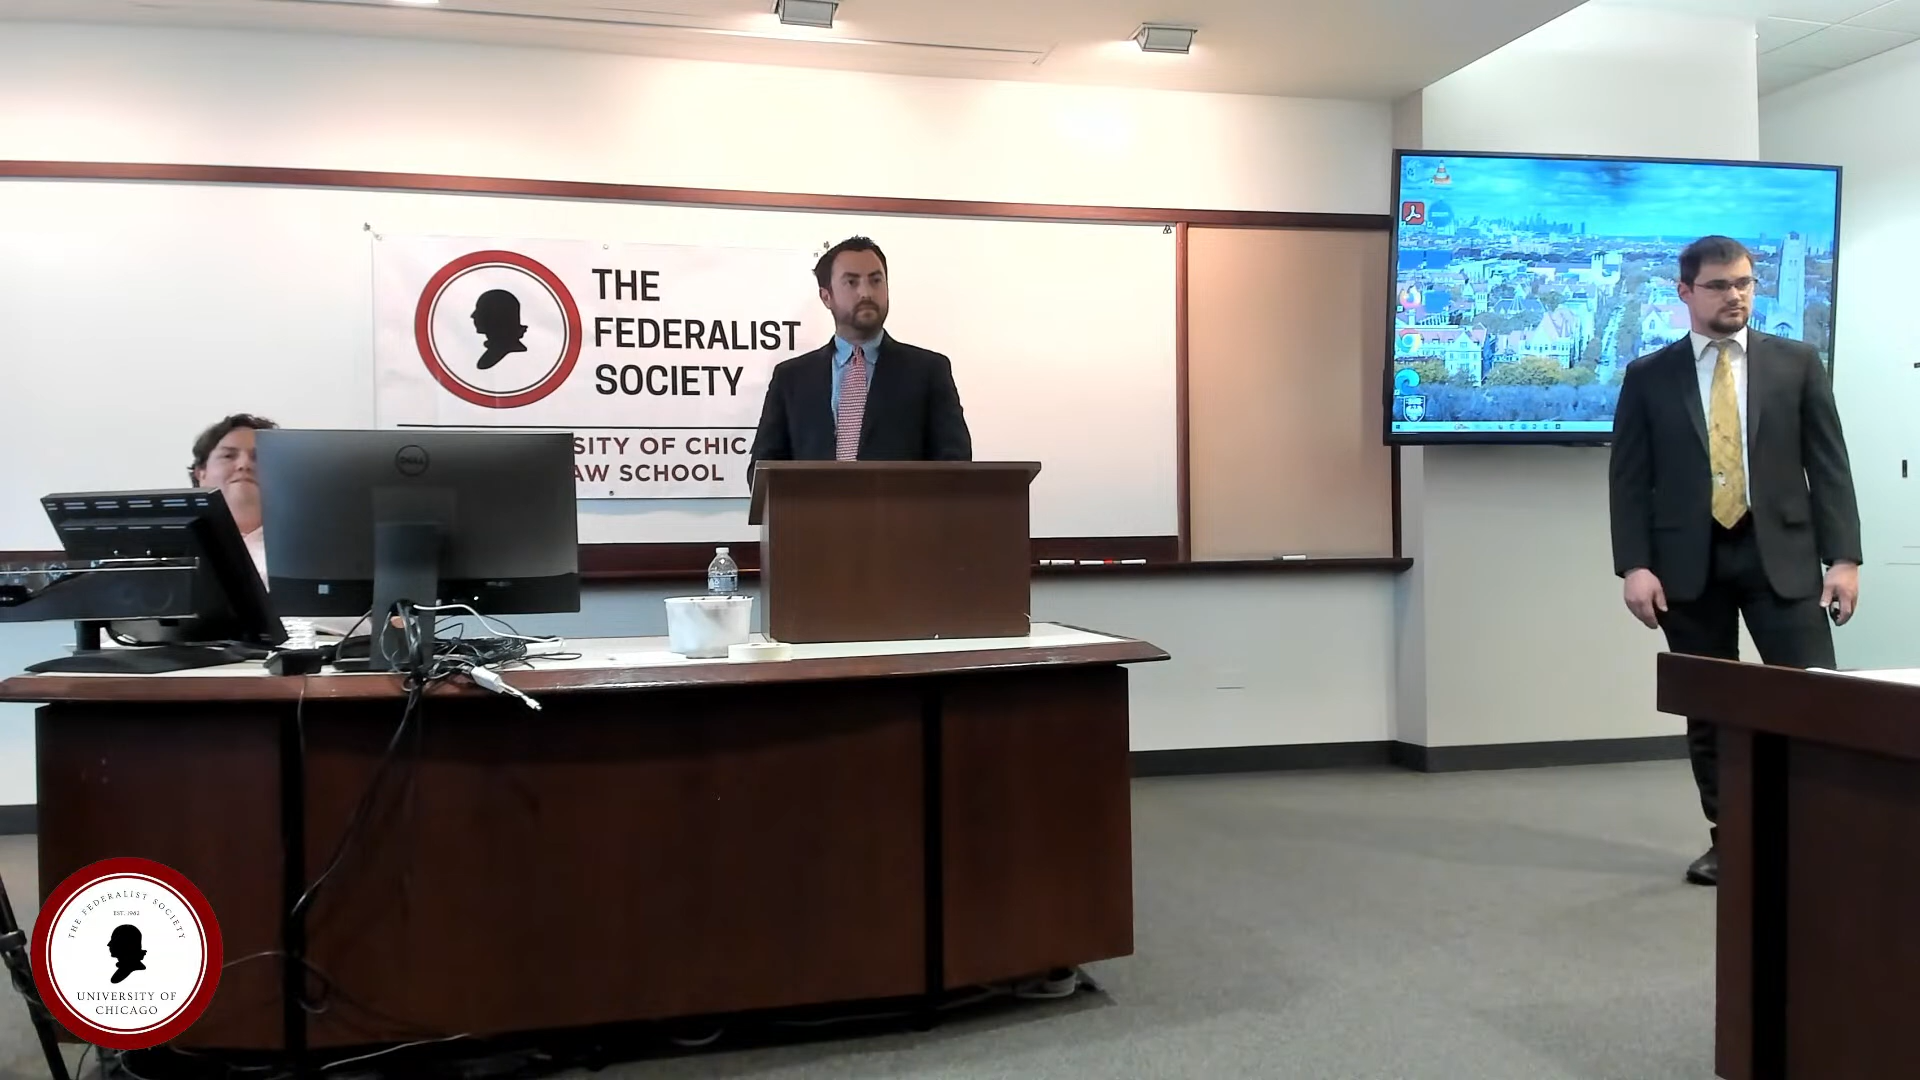 THE
FEDERALIST
SOCIETY
SITY OF CHICA
AW SCHOOL
DELL
THE FEDERALIST SOCIETY
EST. 1982
UNIVERSITY OF
CHICAGO